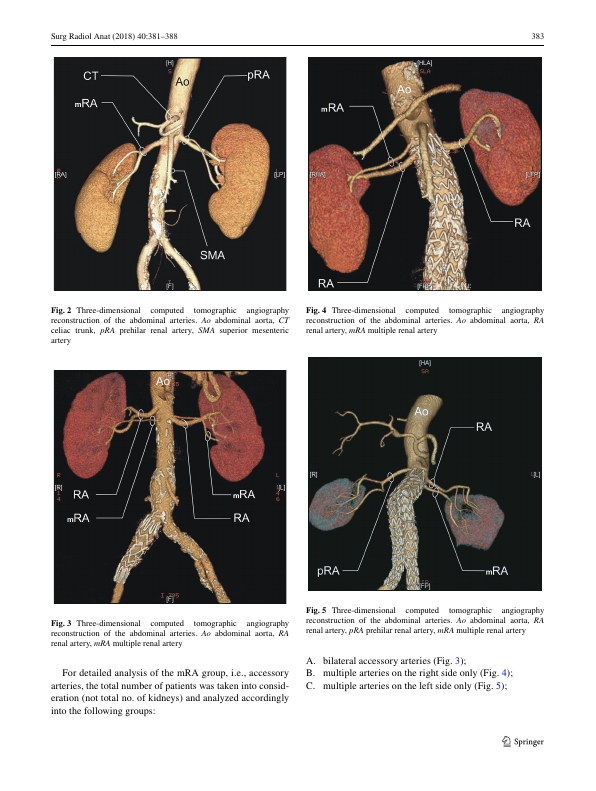 Surg Radiol Anat (2018) 40:381–388
383
[H]
S
CT
Ao
pRA
mRA
[RA]
[LP]
SMA
[F]
Fig. 2 Three-dimensional computed tomographic angiography
reconstruction of the abdominal arteries. Ao abdominal aorta, CT
celiac trunk, pRA prehilar renal artery, SMA superior mesenteric
artery
Ao
R
[R]
L
[L]
RA
mRA
mRA
RA
[F]
Fig. 3 Three-dimensional computed tomographic angiography
reconstruction of the abdominal arteries. Ao abdominal aorta, RA
renal artery, mRA multiple renal artery
For detailed analysis of the mRA group, i.e., accessory
arteries, the total number of patients was taken into consid-
eration (not total no. of kidneys) and analyzed accordingly
into the following groups:
[HLA]
SLA
Ao
mRA
RA
RA
Fig. 4 Three-dimensional computed tomographic angiography
reconstruction of the abdominal arteries. Ao abdominal aorta, RA
renal artery, mRA multiple renal artery
[HA]
SA
Ao
RA
[R]
[L]
pRA
mRA
[FP]
Fig. 5 Three-dimensional computed tomographic angiography
reconstruction of the abdominal arteries. Ao abdominal aorta, RA
renal artery, pRA prehilar renal artery, mRA multiple renal artery
A. bilateral accessory arteries (Fig. 3);
B. multiple arteries on the right side only (Fig. 4);
C. multiple arteries on the left side only (Fig. 5);
Springer